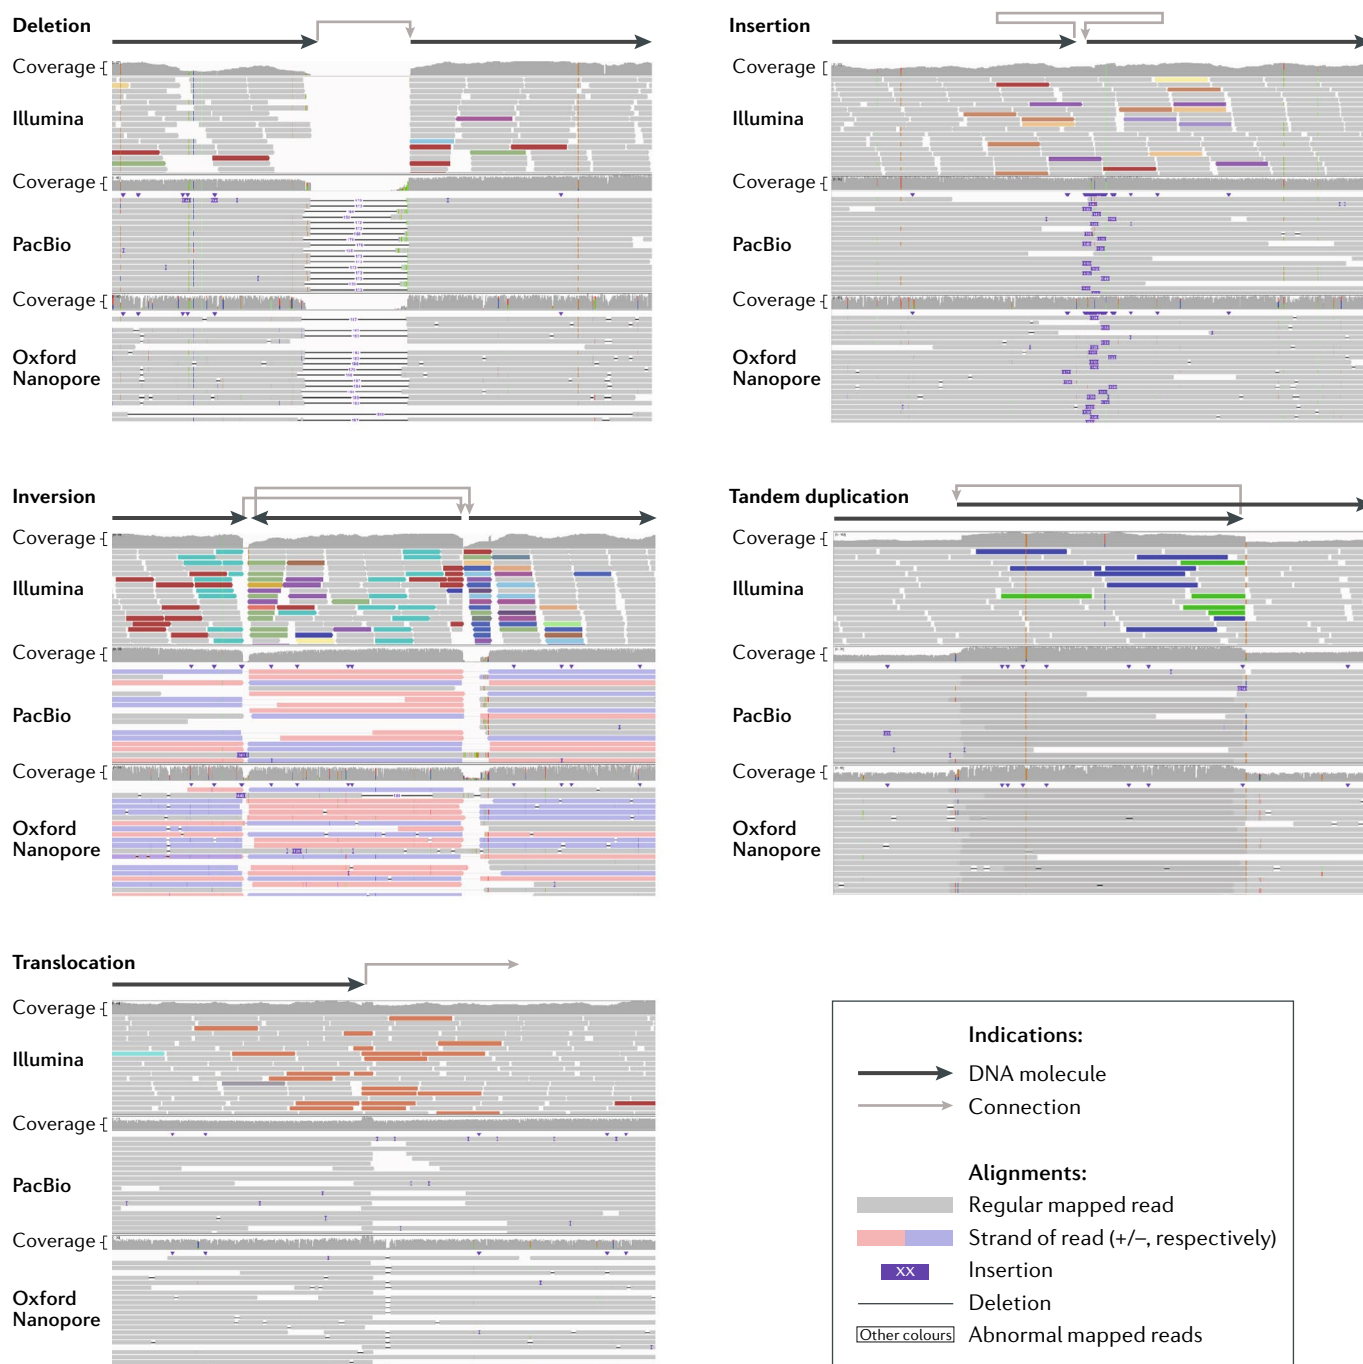 Deletion
Coverage
Illumina
Coverage
PacBio
Coverage
Oxford
Nanopore
Insertion
Coverage
Illumina
Coverage
PacBio
Coverage
Oxford
Nanopore
Inversion
Coverage
Illumina
Coverage
PacBio
Coverage
Oxford
Nanopore
Tandem duplication
Coverage
Illumina
Coverage
PacBio
Coverage
Oxford
Nanopore
Translocation
Coverage
Illumina
Coverage
PacBio
Coverage
Oxford
Nanopore
Indications:
DNA molecule
Connection
Alignments:
Regular mapped read
Strand of read (+/–, respectively)
XX Insertion
Deletion
Other colours Abnormal mapped reads